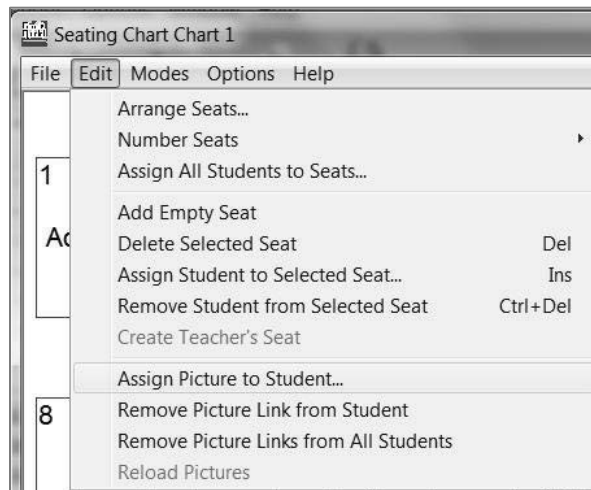 Seating Chart Chart 1
File Edit Modes Options Help
Arrange Seats...
Number Seats
1
Assign All Students to Seats...
Add Empty Seat
Ac
Delete Selected Seat Del
Assign Student to Selected Seat... Ins
Remove Student from Selected Seat Ctrl+Del
Create Teacher's Seat
Assign Picture to Student...
8
Remove Picture Link from Student
Remove Picture Links from All Students
Reload Pictures